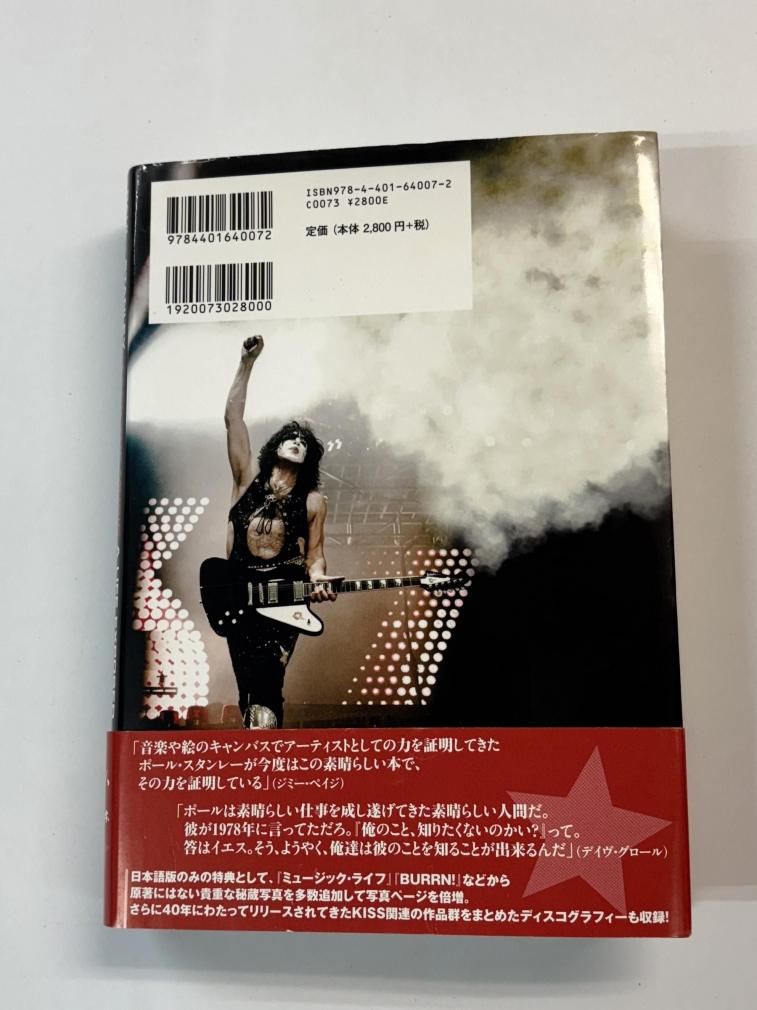 ISBN978-4-401-64007-2
C0073 ¥2800E
定価（本体 2,800 円+税）
9784401640072
1920073028000
「音楽や絵のキャンバスでアーティストとしての力を証明してきた
ポール・スタンレーが今度はこの素晴らしい本で、
その力を証明している」（ジミー・ペイジ）
「ポールは素晴らしい仕事を成し遂げてきた素晴らしい人間だ。
彼が1978年に言ってただろ。『俺のこと、知りたくないのかい?』って。
答はイエス。そう、ようやく、俺達は彼のことを知ることが出来るんだ」（デイヴ・グロール）
日本語版のみの特典として、『ミュージック・ライフ』『BURRN!』などから
原著にはない貴重な秘蔵写真を多数追加して写真ページを倍増。
さらに40年にわたってリリースされてきたKISS関連の作品群をまとめたディスコグラフィーも収録!